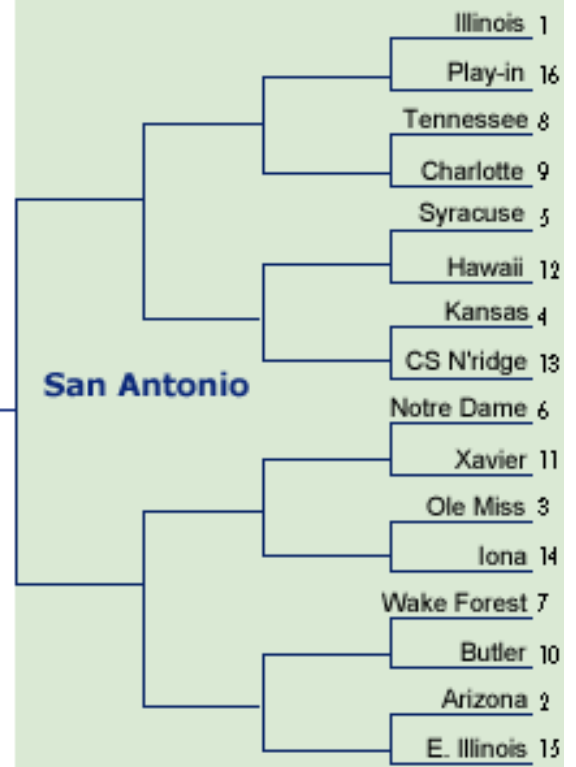 Illinois 1
Play-in 16
Tennessee 8
Charlotte 9
Syracuse 5
Hawaii 12
Kansas 4
CS N'ridge 13
San Antonio
Notre Dame 6
Xavier 11
Ole Miss 3
Iona 14
Wake Forest 7
Butler 10
Arizona 2
E. Illinois 15